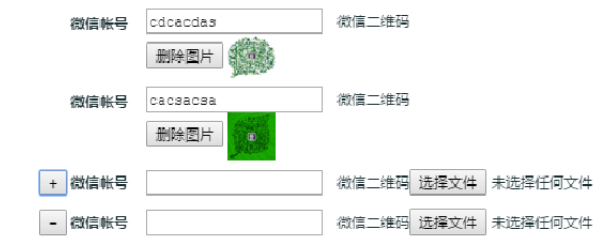 微信帐号 cdcacdas 微信二维码
删除图片
微信帐号 cacsacsa 微信二维码
删除图片
+ 微信帐号 微信二维码 选择文件 未选择任何文件
- 微信帐号 微信二维码 选择文件 未选择任何文件